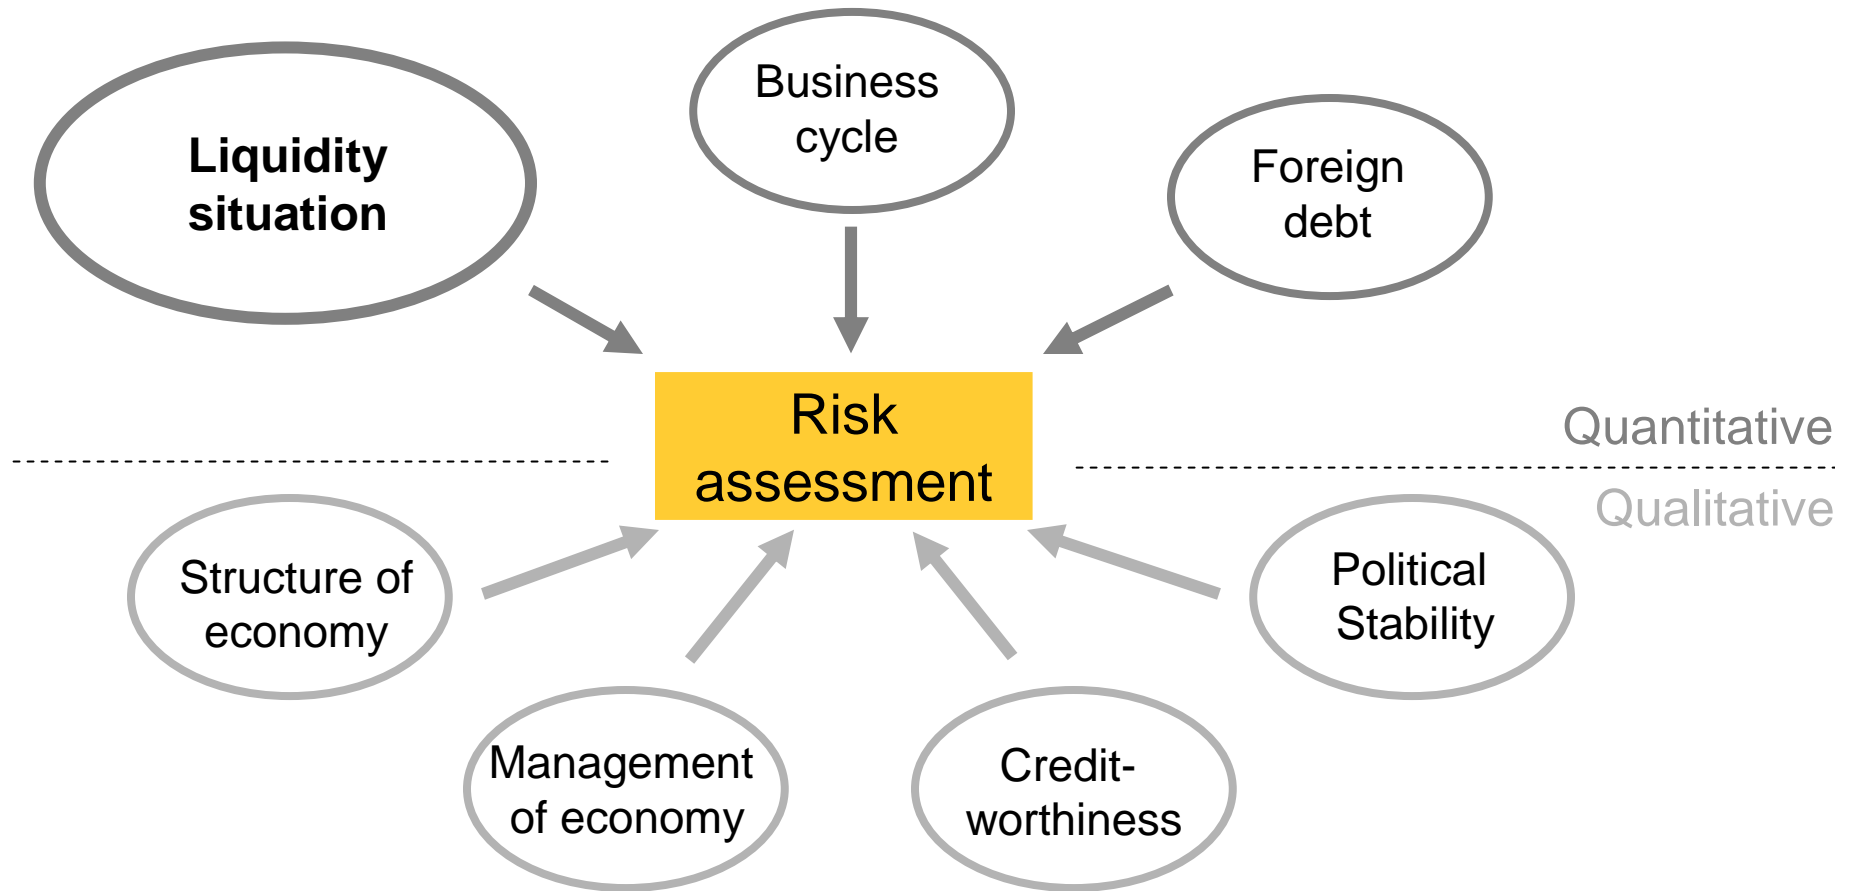 Liquidity
situation
Business
cycle
Foreign
debt
Risk
assessment
Quantitative
Qualitative
Structure of
economy
Management
of economy
Credit-
worthiness
Political
Stability